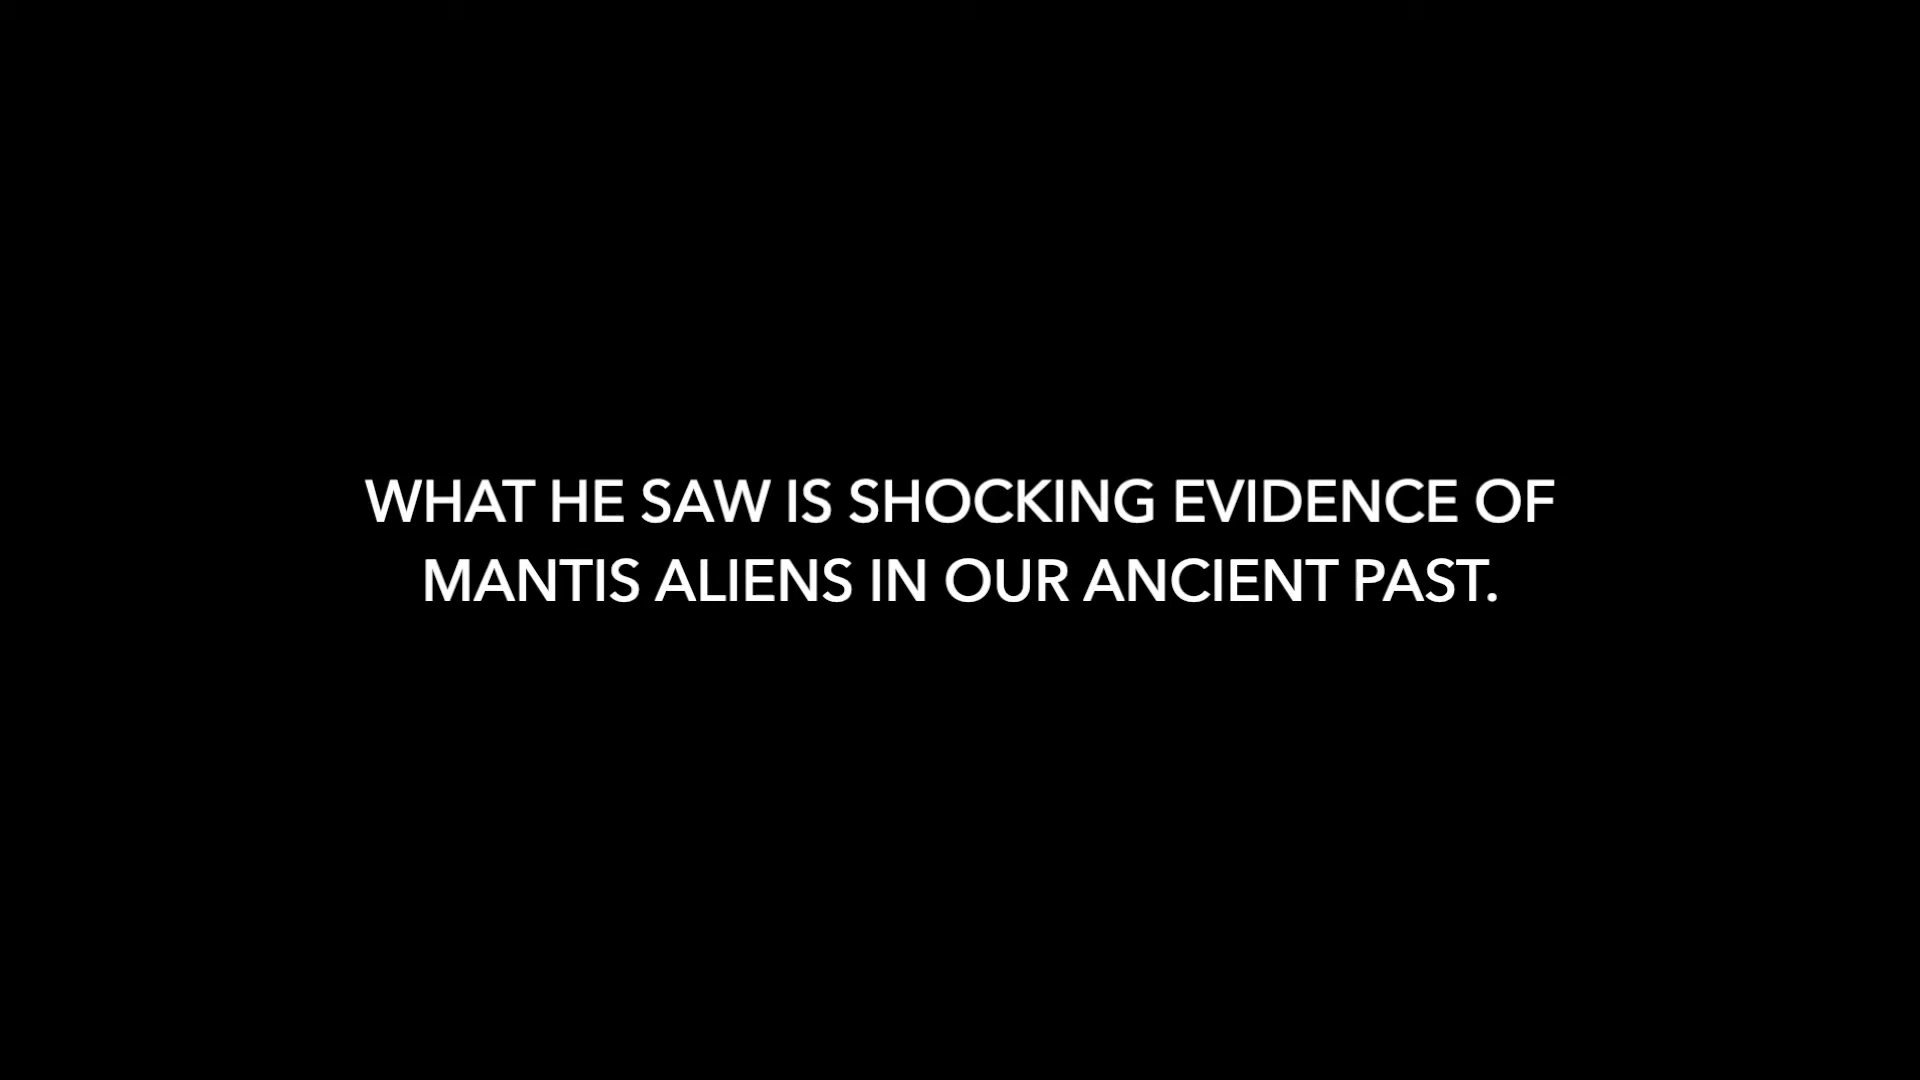 WHAT HE SAW IS SHOCKING EVIDENCE OF
MANTIS ALIENS IN OUR ANCIENT PAST.